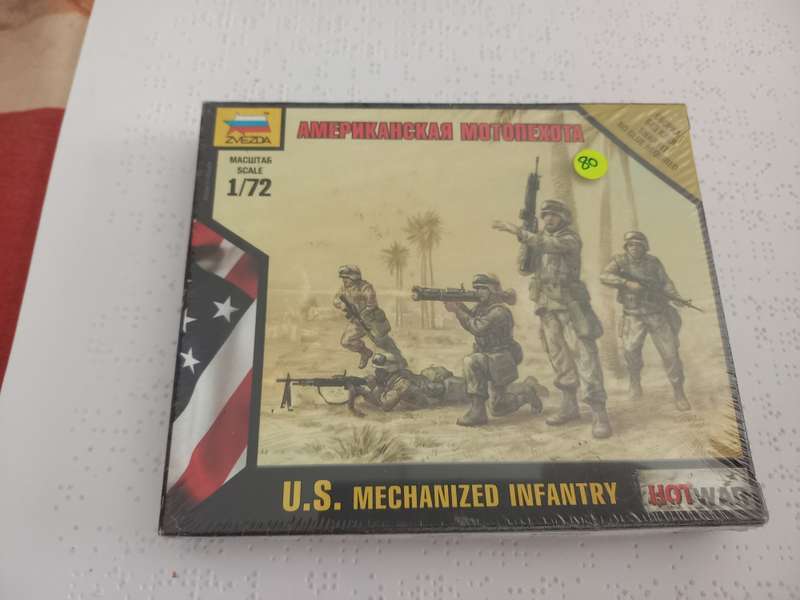 ZVEZDA
АМЕРИКАНСКАЯ МОТОПЕХОТА
80
МАСШТАБ
SCALE
1/72
U.S. MECHANIZED INFANTRY
HOT WAR